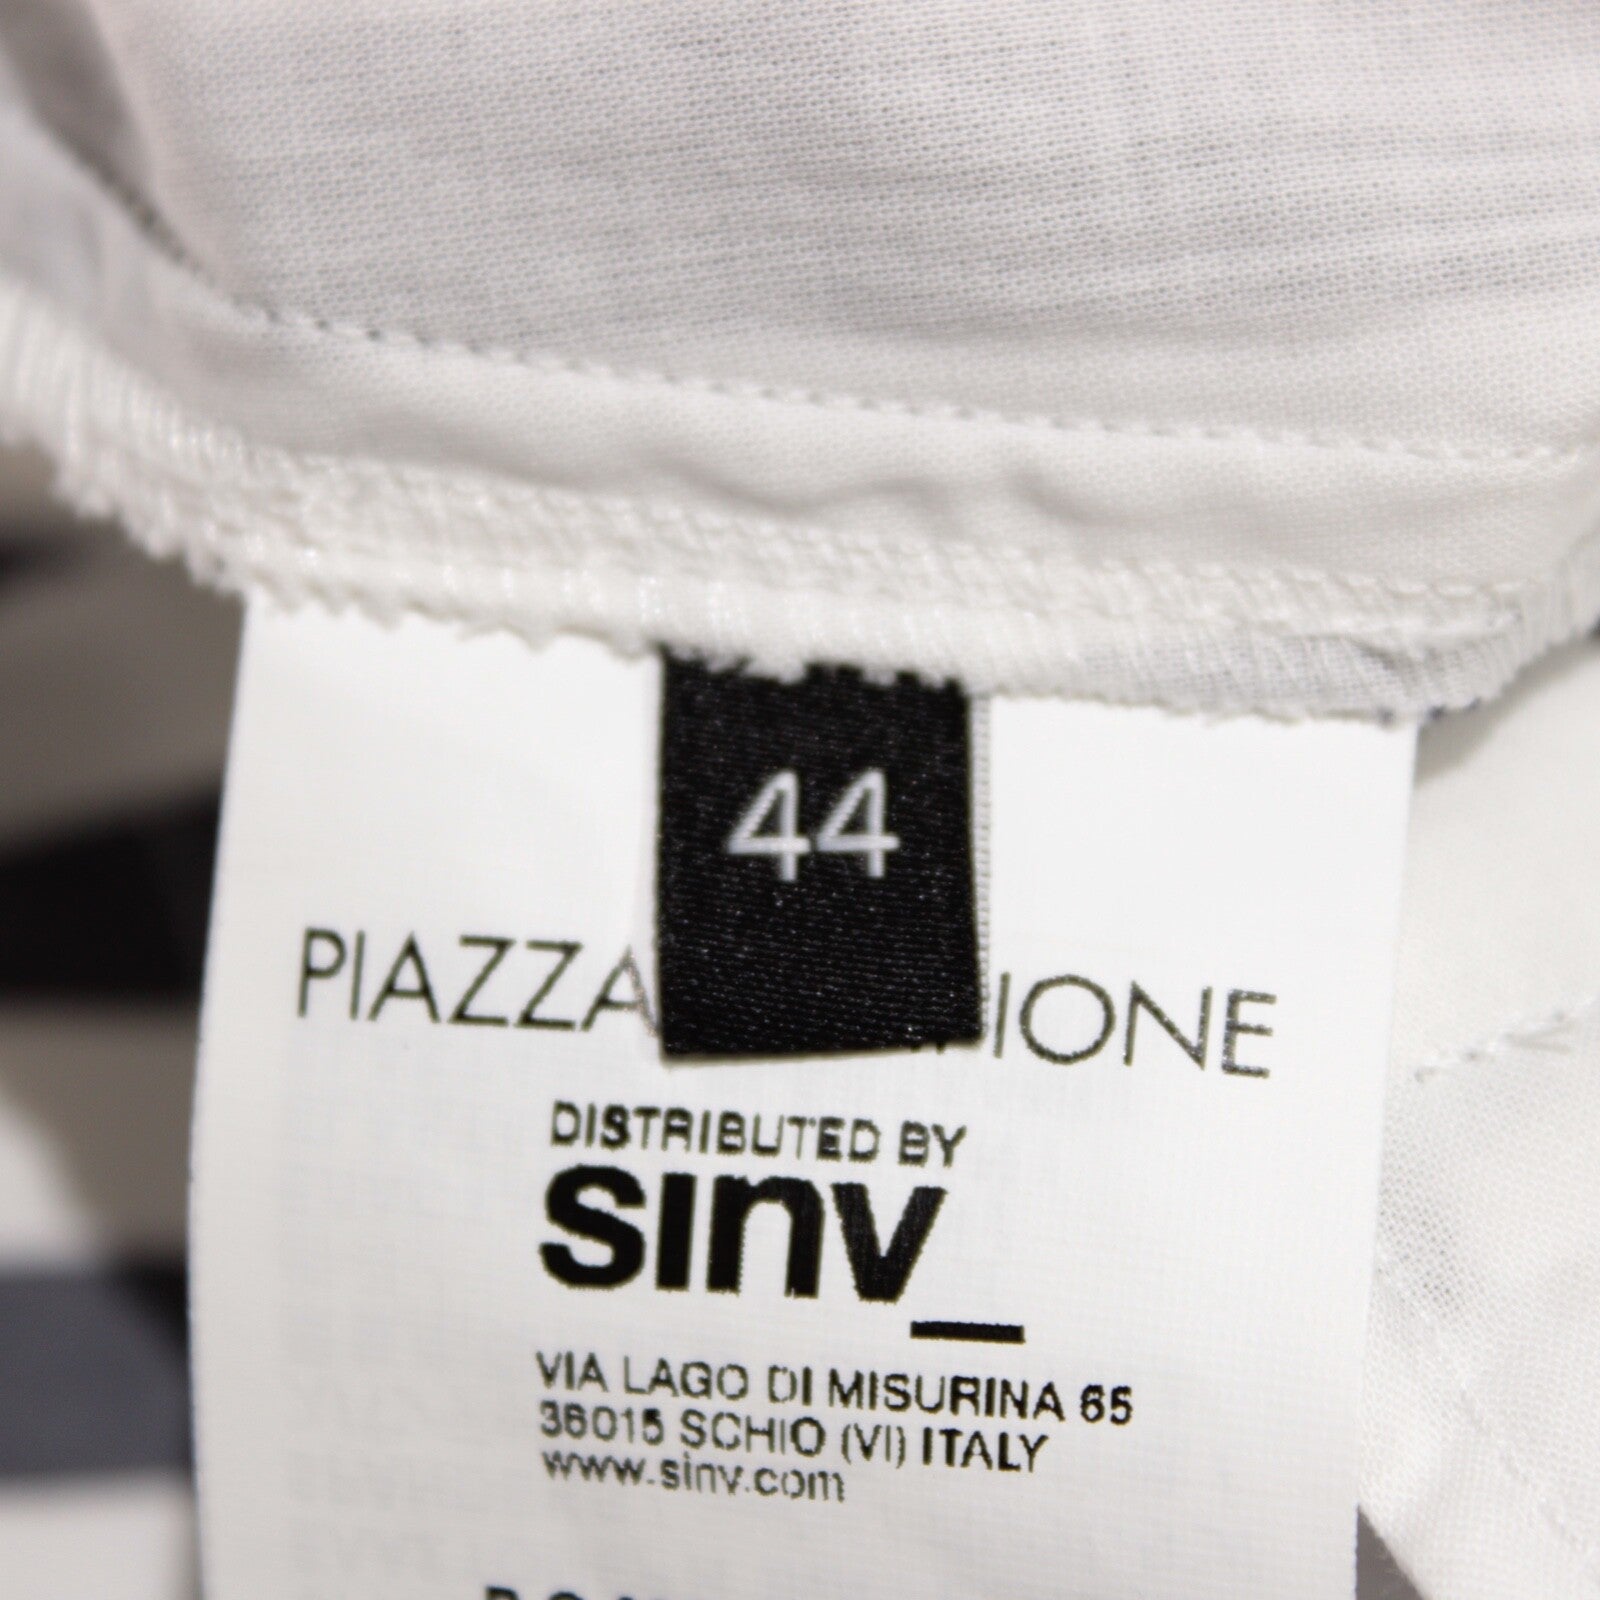 44
PIAZZA IONE
DISTRIBUTED BY
sinv_
VIA LAGO DI MISURINA 65
36015 SCHIO (VI) ITALY
www.sinv.com